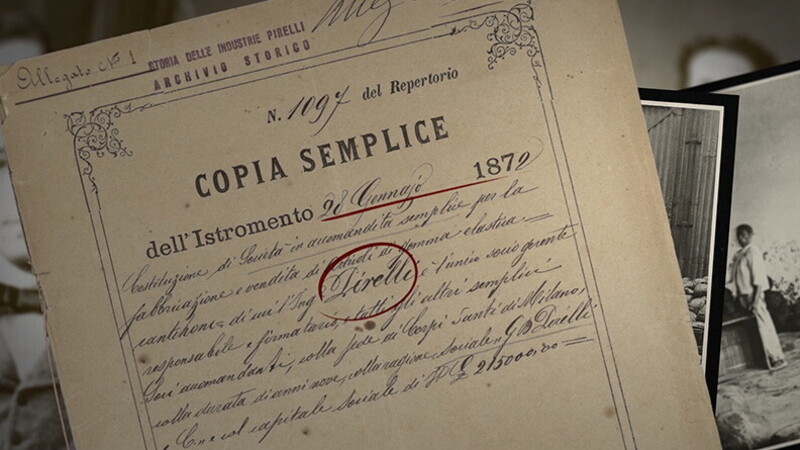 Allegato N° 1
STORIA DELLE INDUSTRIE PIRELLI
ARCHIVIO STORICO
N. 1097 del Repertorio
COPIA SEMPLICE
dell'Istromento 28 Gennajo 1872
Costituzione di Società in accomandita semplice per la
fabbricazione e vendita di articoli di gomma elastica
di cui l'Ing. Pirelli è l'unico socio gerente
responsabile e firmatario, e tutti gli altri semplici
Soci accomandanti, colla sede ai Corpi Santi di Milano,
colla durata di anni nove, colla ragione sociale G B Pirelli
e C. e col capitale sociale di 215000.00